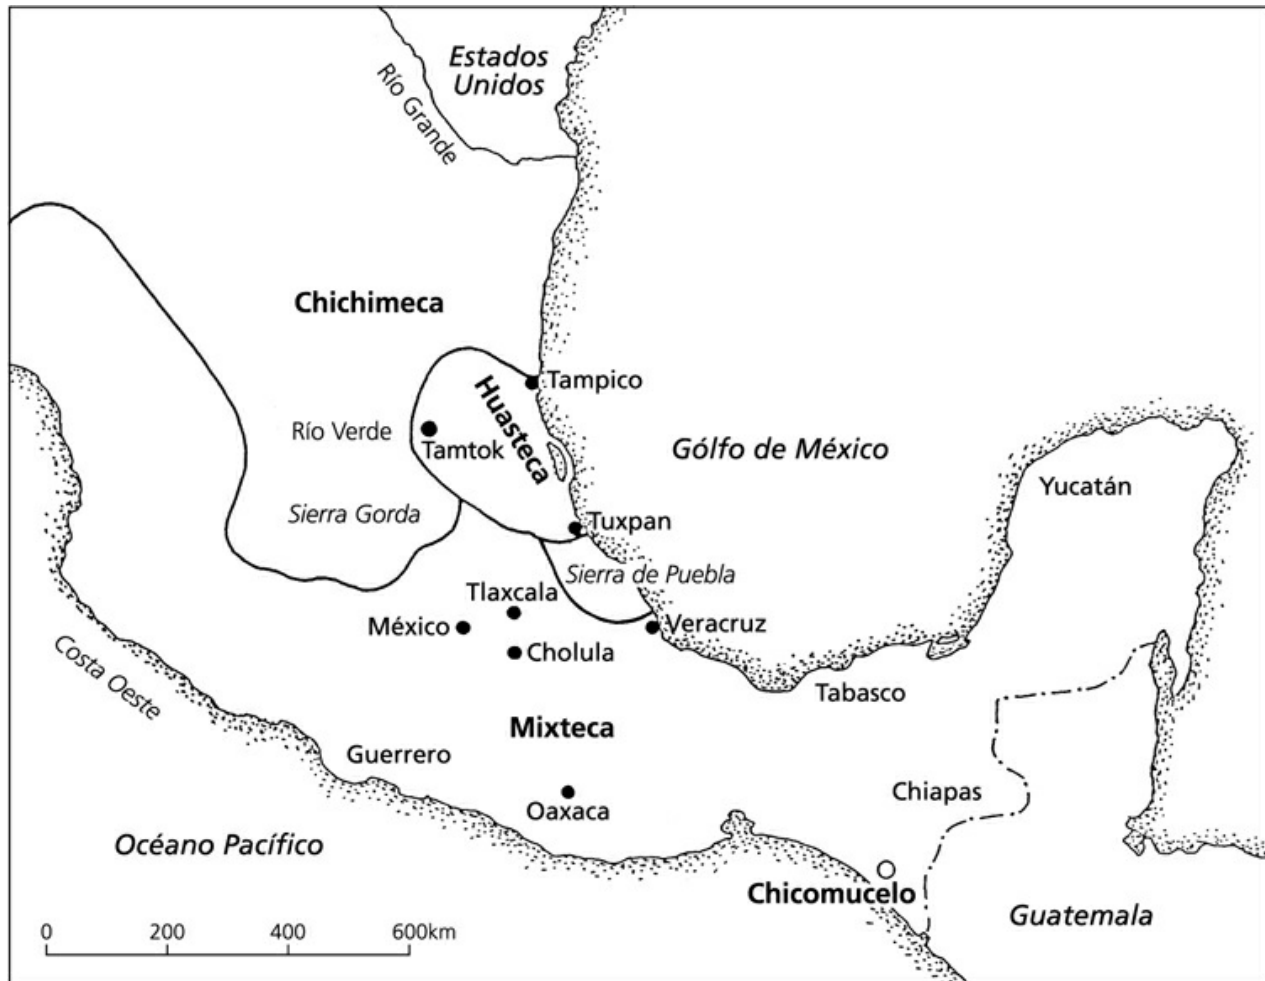 Estados
Unidos
Río Grande
Chichimeca
Tampico
Huasteca
Río Verde
Tamtok
Gólfo de México
Yucatán
Sierra Gorda
Tuxpan
Sierra de Puebla
Tlaxcala
México
Veracruz
Cholula
Costa Oeste
Tabasco
Mixteca
Guerrero
Chiapas
Oaxaca
Océano Pacífico
Chicomucelo
Guatemala
0 200 400 600km